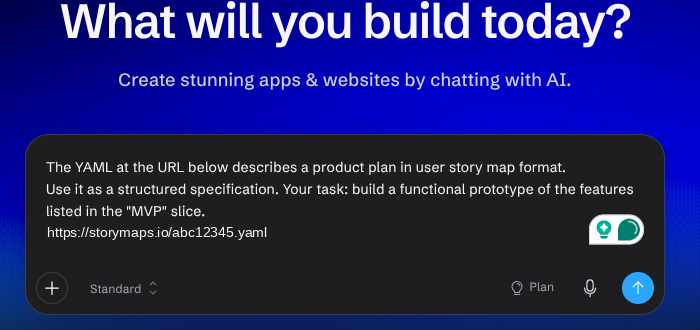 What will you build today?
Create stunning apps & websites by chatting with AI.
The YAML at the URL below describes a product plan in user story map format.
Use it as a structured specification. Your task: build a functional prototype of the features
listed in the "MVP" slice.
https://storymaps.io/abc12345.yaml
Standard
Plan